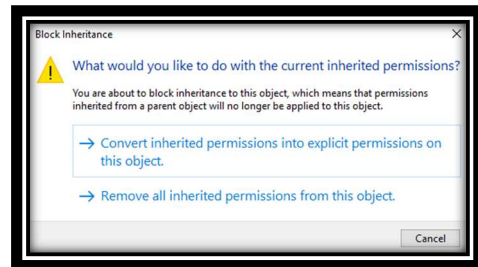 Block Inheritance
What would you like to do with the current inherited permissions?
You are about to block inheritance to this object, which means that permissions
inherited from a parent object will no longer be applied to this object.
→ Convert inherited permissions into explicit permissions on
this object.
→ Remove all inherited permissions from this object.
Cancel